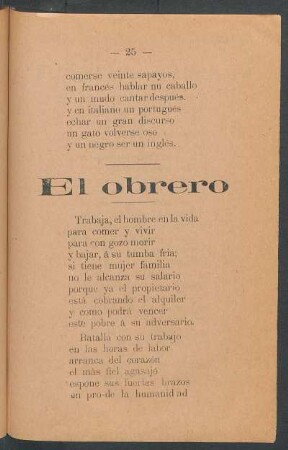 — 25 —
comerse veinte sapayos,
en francés hablar nu caballo
y un mudo cantar después.
y en italiano un portugués
echar un gran discurso
un gato volverse oso
y un negro ser un inglés.
El obrero
Trabaja, el hombre en la vida
para comer y vivir
para con gozo morir
y bajar, á su tumba fria;
si tiene mujer familia
no le alcanza su salario
porque ya el propietario
está cobrando el alquiler
y como podrá vencer
este pobre á su adversario.
Batalla con su trabajo
en las horas de labor
arranca del corazón
el más fiel agasajo
espone sus fuertes brazos
en pro-de la humanidad